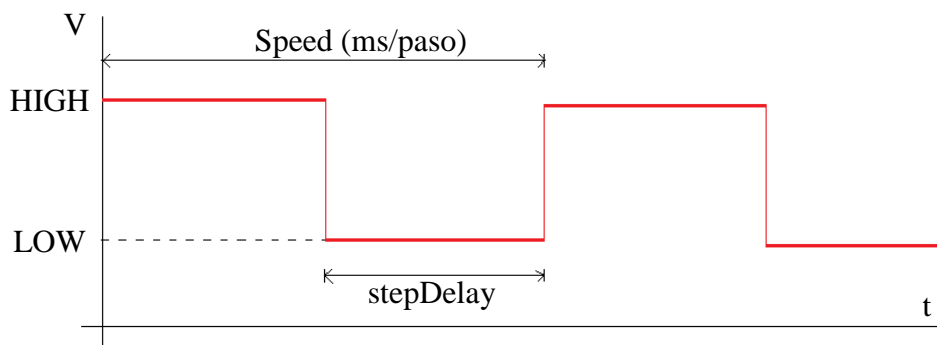 V
Speed (ms/paso)
HIGH
LOW
stepDelay
t